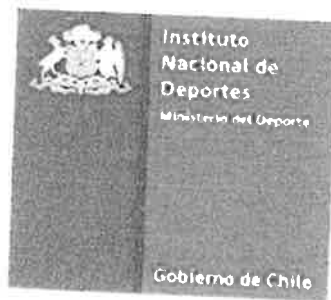 Instituto
Nacional de
Deportes
Ministerio del Deporte
Gobierno de Chile